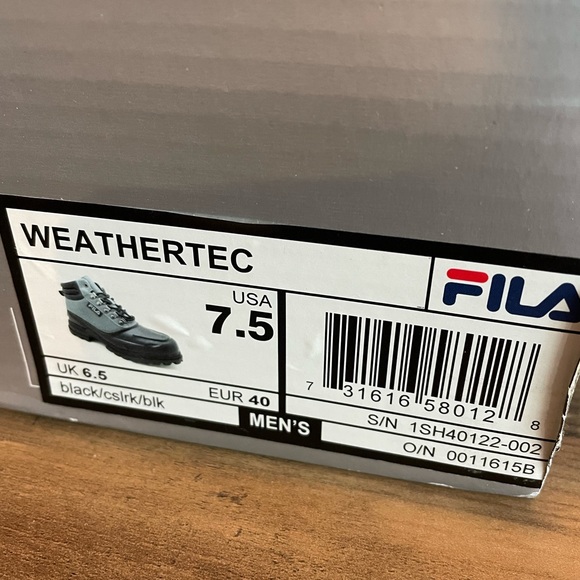 WEATHERTEC
FILA
USA
7.5
UK 6.5
EUR 40
black/cslrk/blk
MEN'S
7 31616 58012 8
S/N 1SH40122-002
O/N 0011615B